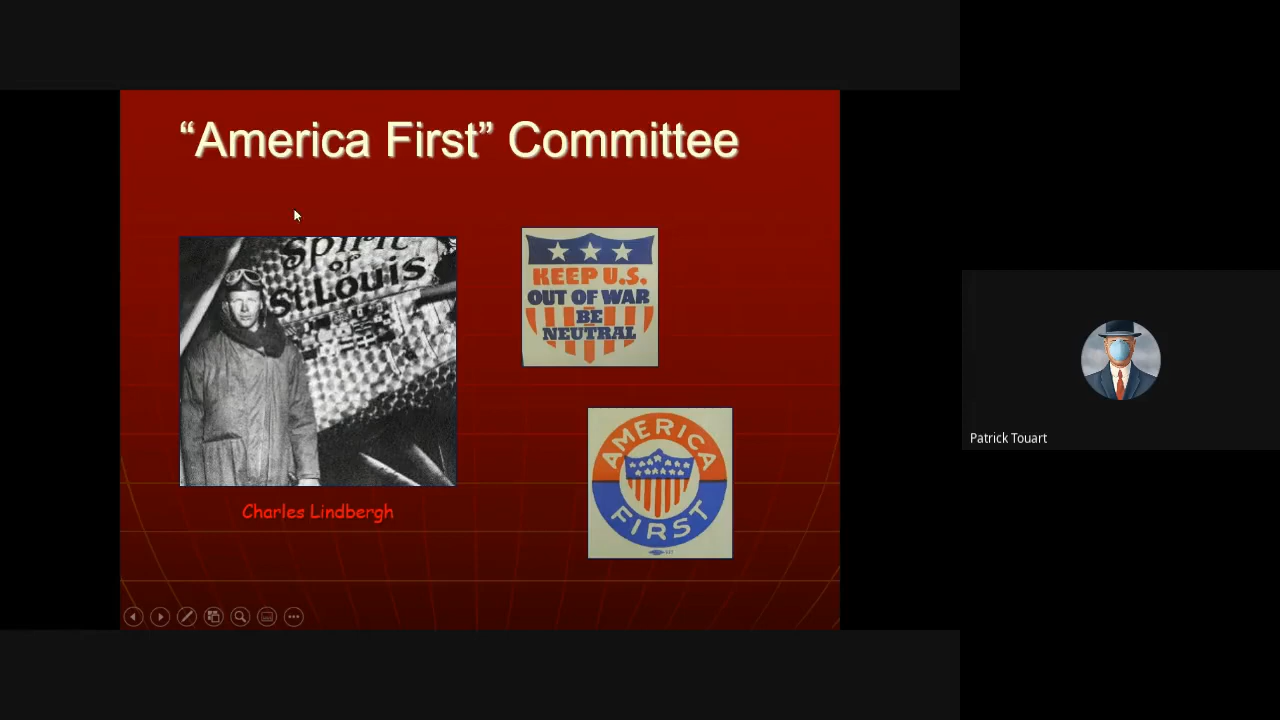 “America First” Committee
Spirit
of
St. Louis
KEEP U.S.
OUT OF WAR
BE
NEUTRAL
AMERICA
FIRST
Charles Lindbergh
Patrick Touart